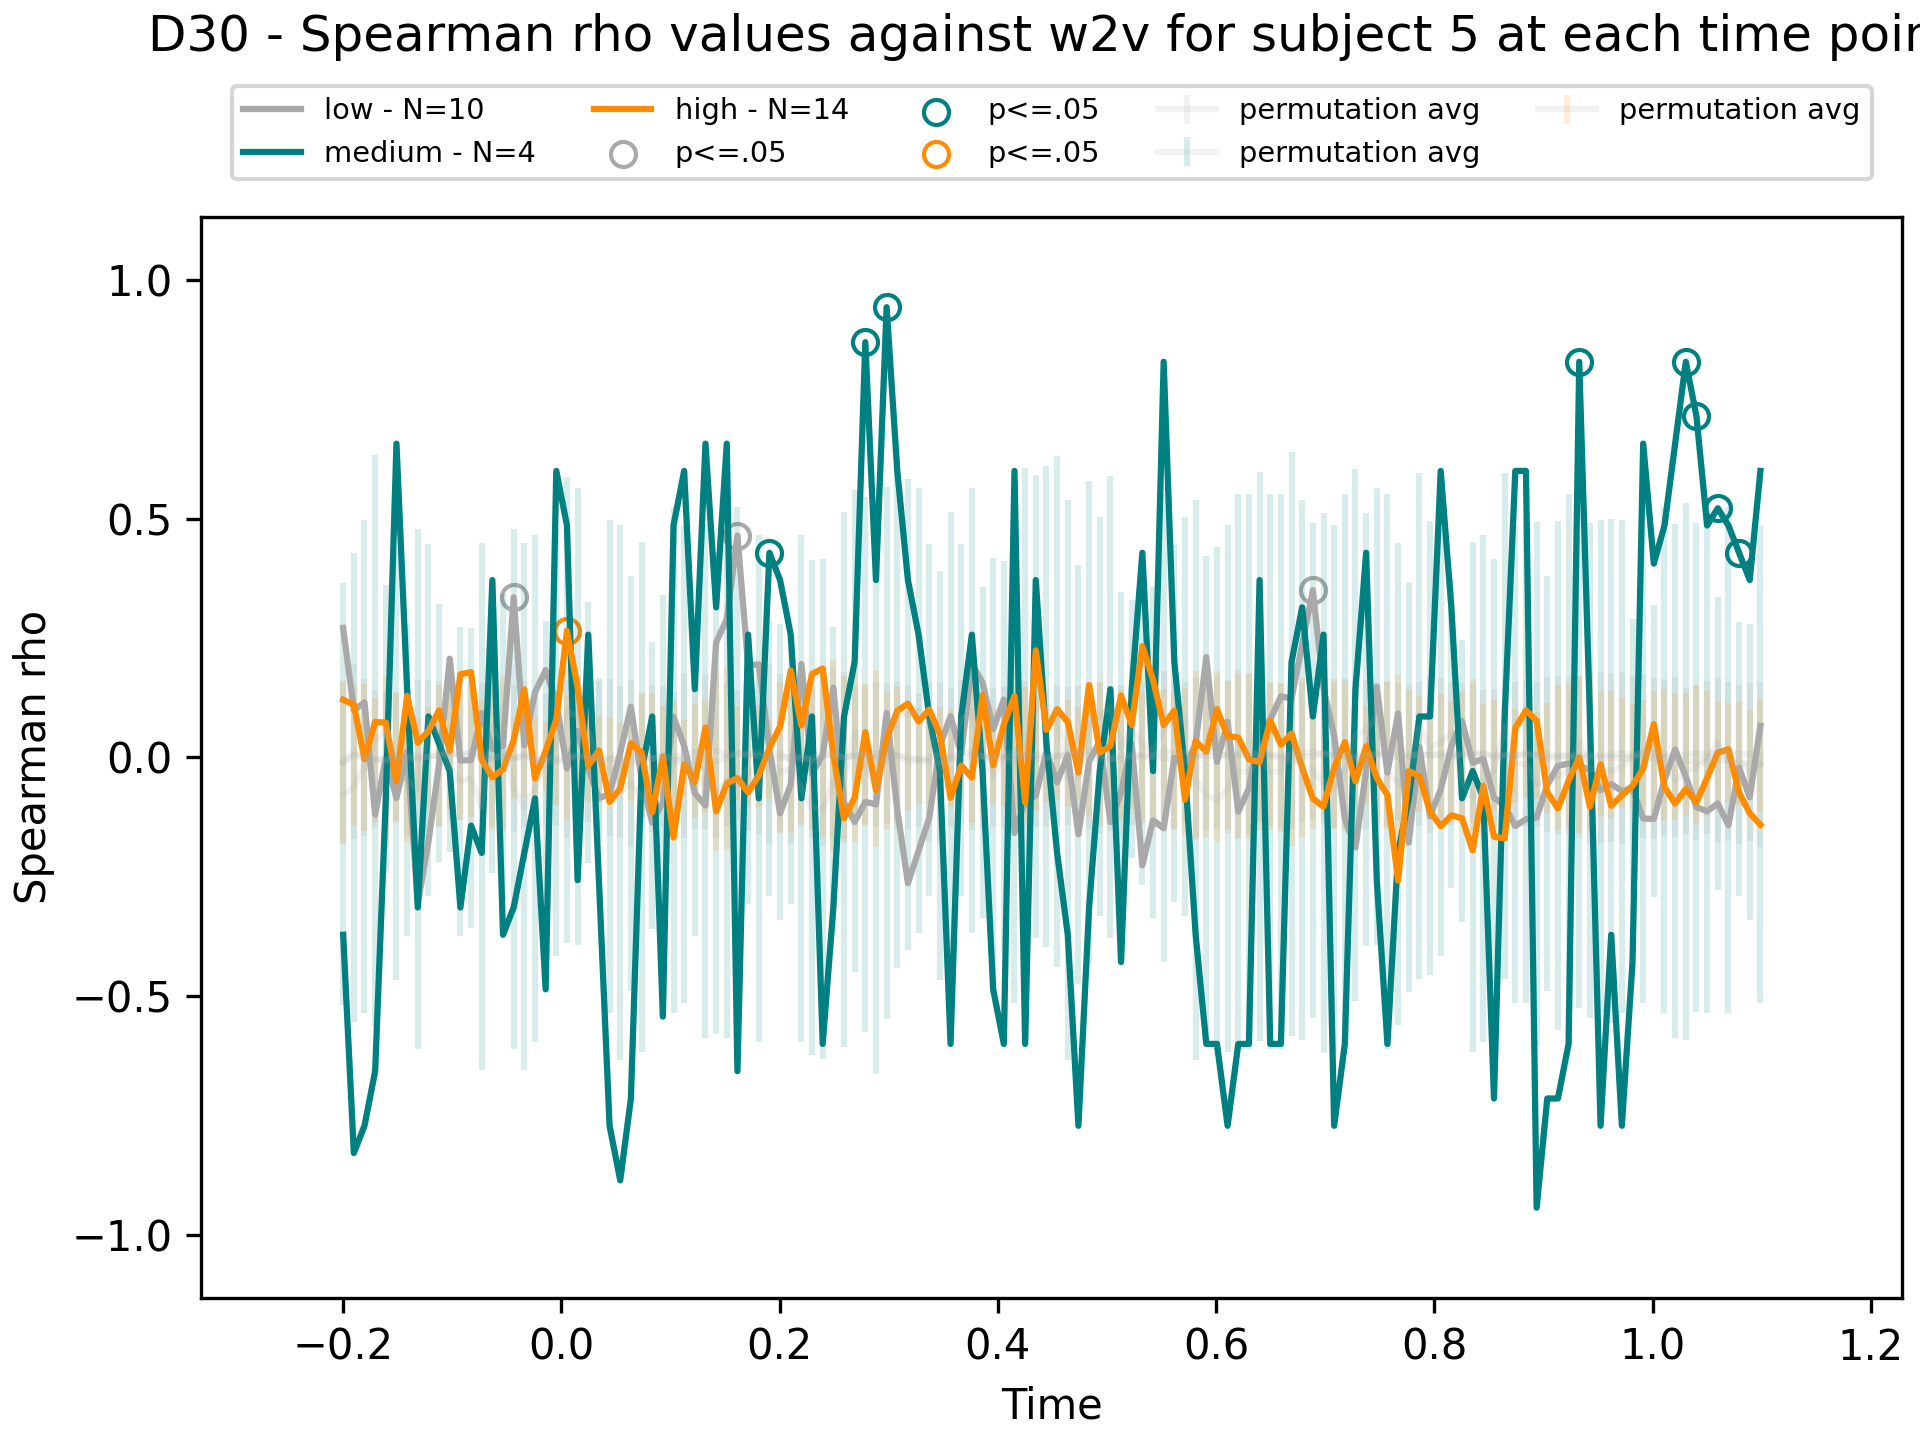 D30 - Spearman rho values against w2v for subject 5 at each time poin
low - N=10
medium - N=4
high - N=14
p<=.05
p<=.05
p<=.05
permutation avg
permutation avg
permutation avg
1.0
0.5
0.0
−0.5
−1.0
Spearman rho
−0.2 0.0 0.2 0.4 0.6 0.8 1.0 1.2
Time